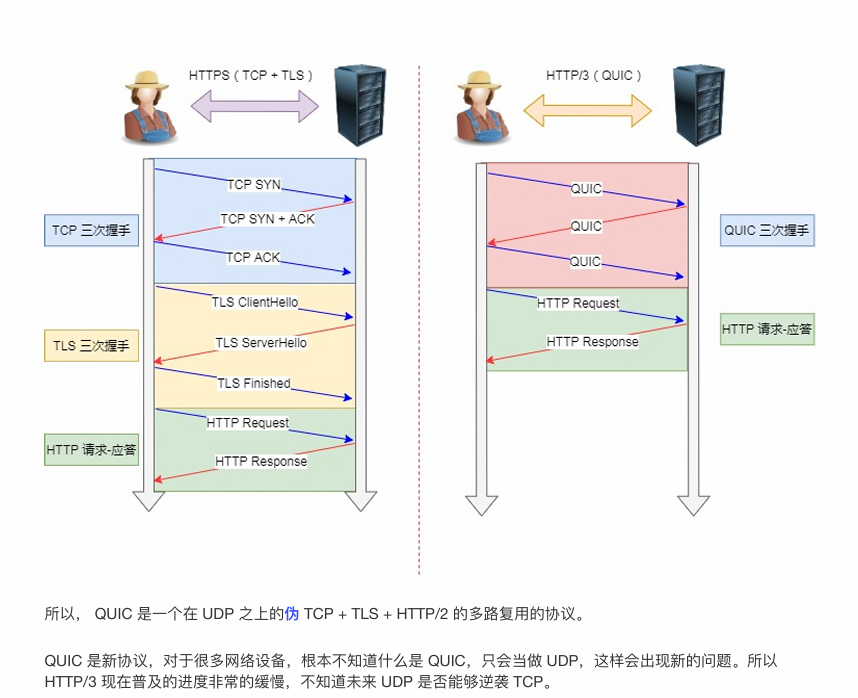 HTTPS（TCP + TLS）
TCP 三次握手
TCP SYN
TCP SYN + ACK
TCP ACK
TLS 三次握手
TLS ClientHello
TLS ServerHello
TLS Finished
HTTP 请求-应答
HTTP Request
HTTP Response
HTTP/3（QUIC）
QUIC
QUIC
QUIC
QUIC 三次握手
HTTP Request
HTTP Response
HTTP 请求-应答
所以， QUIC 是一个在 UDP 之上的伪 TCP + TLS + HTTP/2 的多路复用的协议。
QUIC 是新协议，对于很多网络设备，根本不知道什么是 QUIC，只会当做 UDP，这样会出现新的问题。所以
HTTP/3 现在普及的进度非常的缓慢，不知道未来 UDP 是否能够逆袭 TCP。